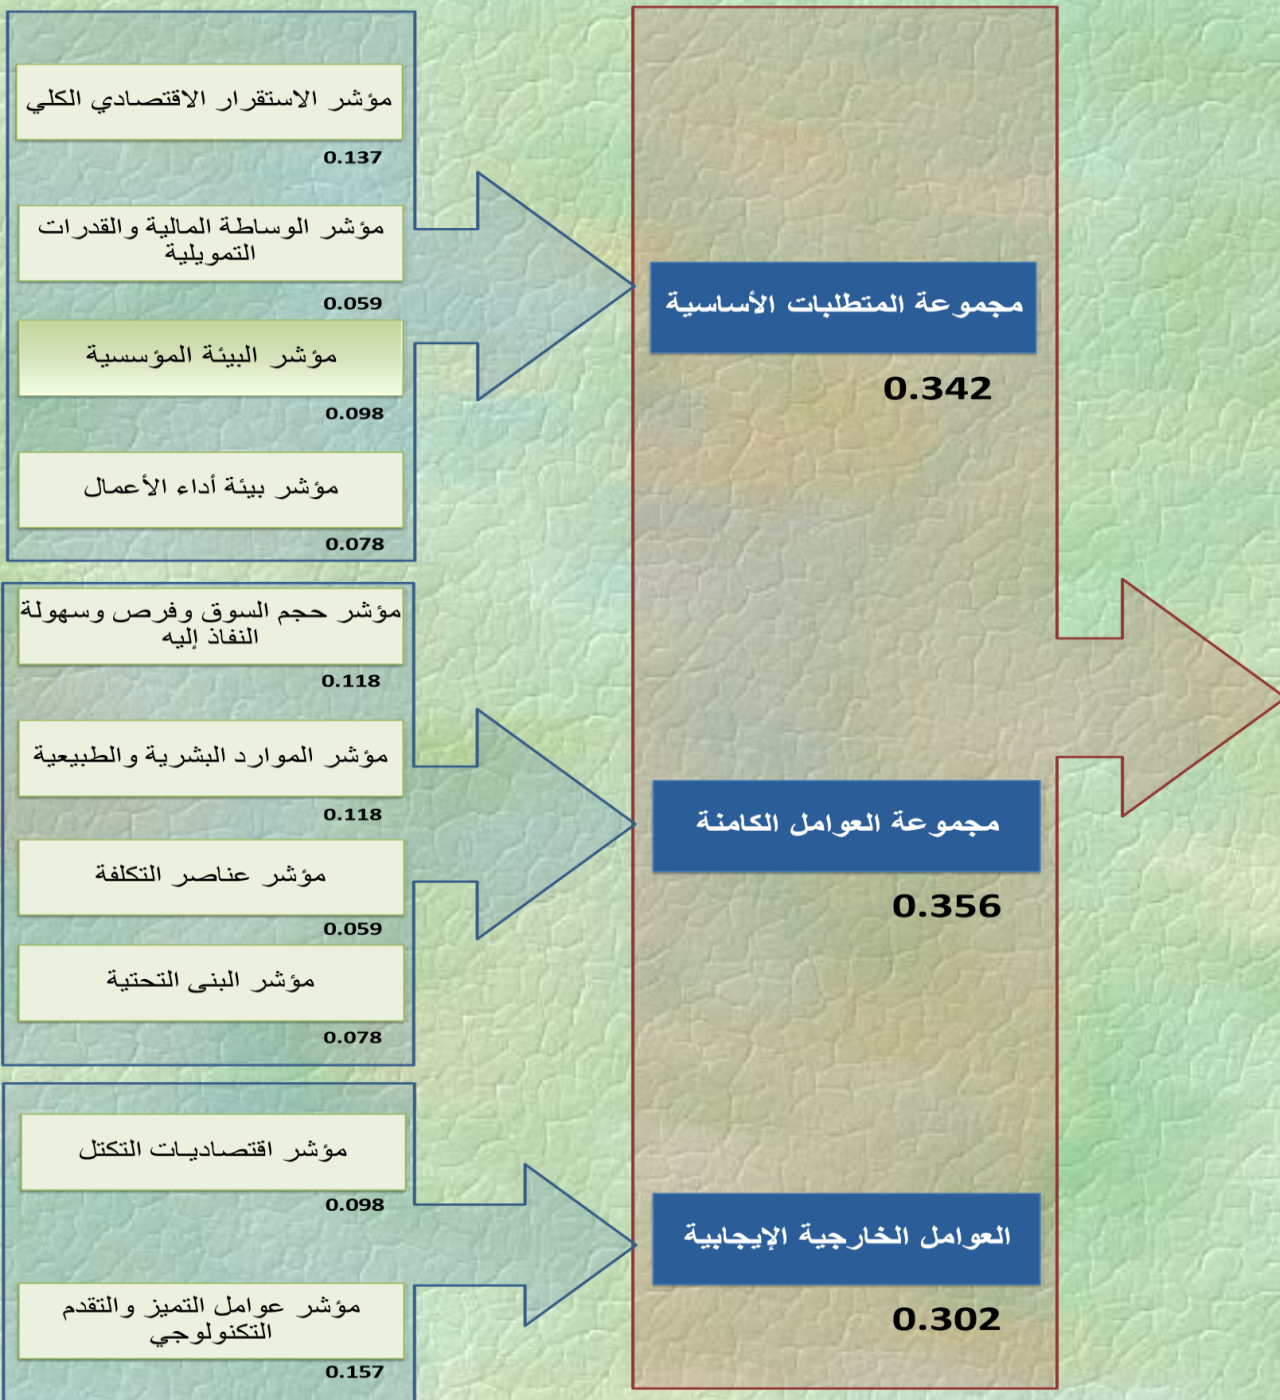 مؤشر الاستقرار الاقتصادي الكلي
0.137
مؤشر الوساطة المالية والقدرات
التمويلية
0.059
مؤشر البيئة المؤسسية
0.098
مؤشر بيئة أداء الأعمال
0.078
مجموعة المتطلبات الأساسية
0.342
مؤشر حجم السوق وفرص وسهولة
النفاذ إليه
0.118
مؤشر الموارد البشرية والطبيعية
0.118
مؤشر عناصر التكلفة
0.059
مؤشر البنى التحتية
0.078
مجموعة العوامل الكامنة
0.356
مؤشر اقتصاديات التكتل
0.098
مؤشر عوامل التميز والتقدم
التكنولوجي
0.157
العوامل الخارجية الإيجابية
0.302